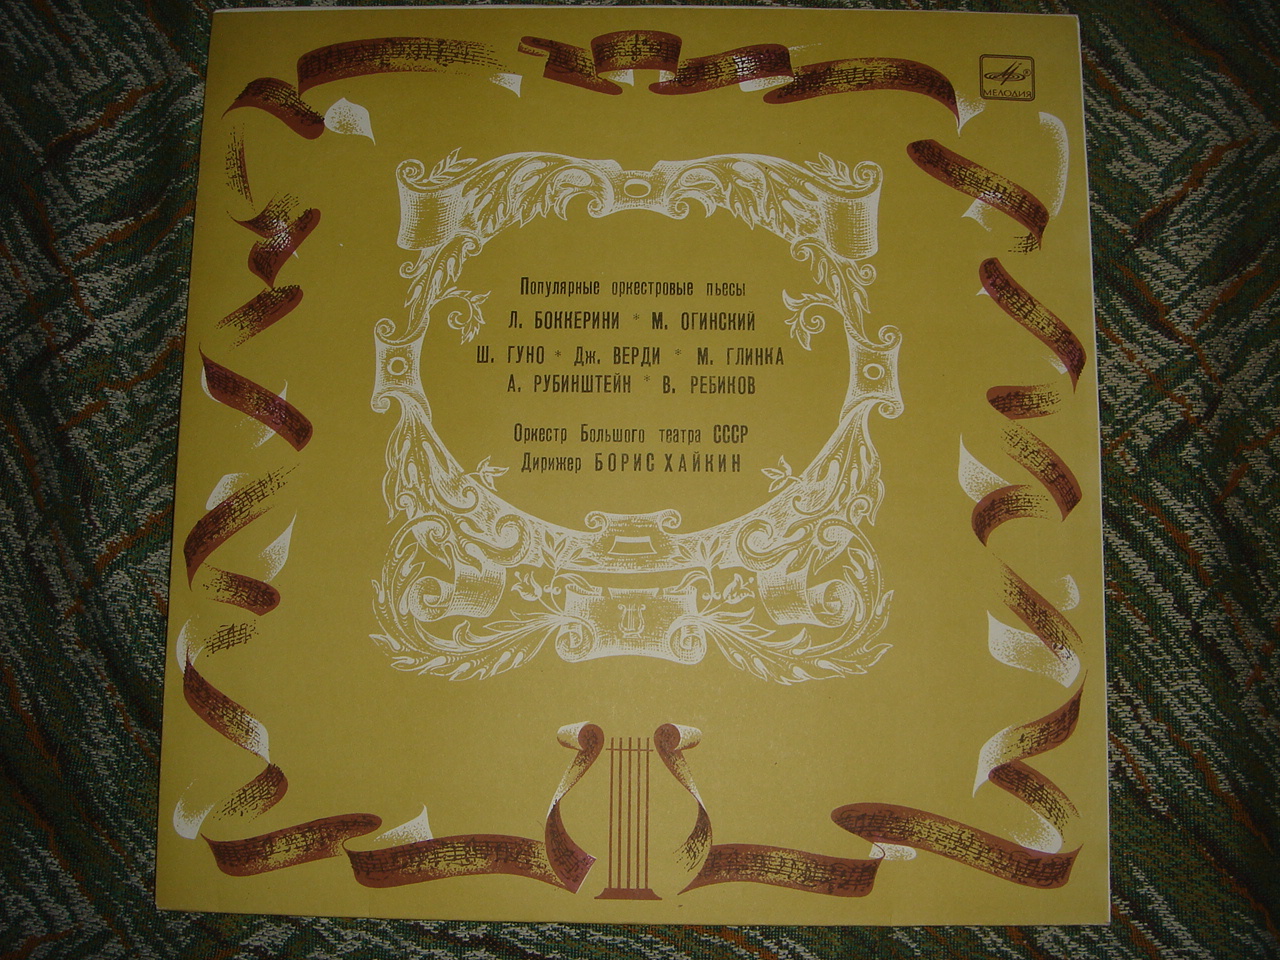 МЕЛОДИЯ
Популярные оркестровые пьесы
Л. БОККЕРИНИ * М. ОГИНСКИЙ
Ш. ГУНО * Дж. ВЕРДИ * М. ГЛИНКА
А. РУБИНШТЕЙН * В. РЕБИКОВ
Оркестр Большого театра СССР
Дирижер БОРИС ХАЙКИН